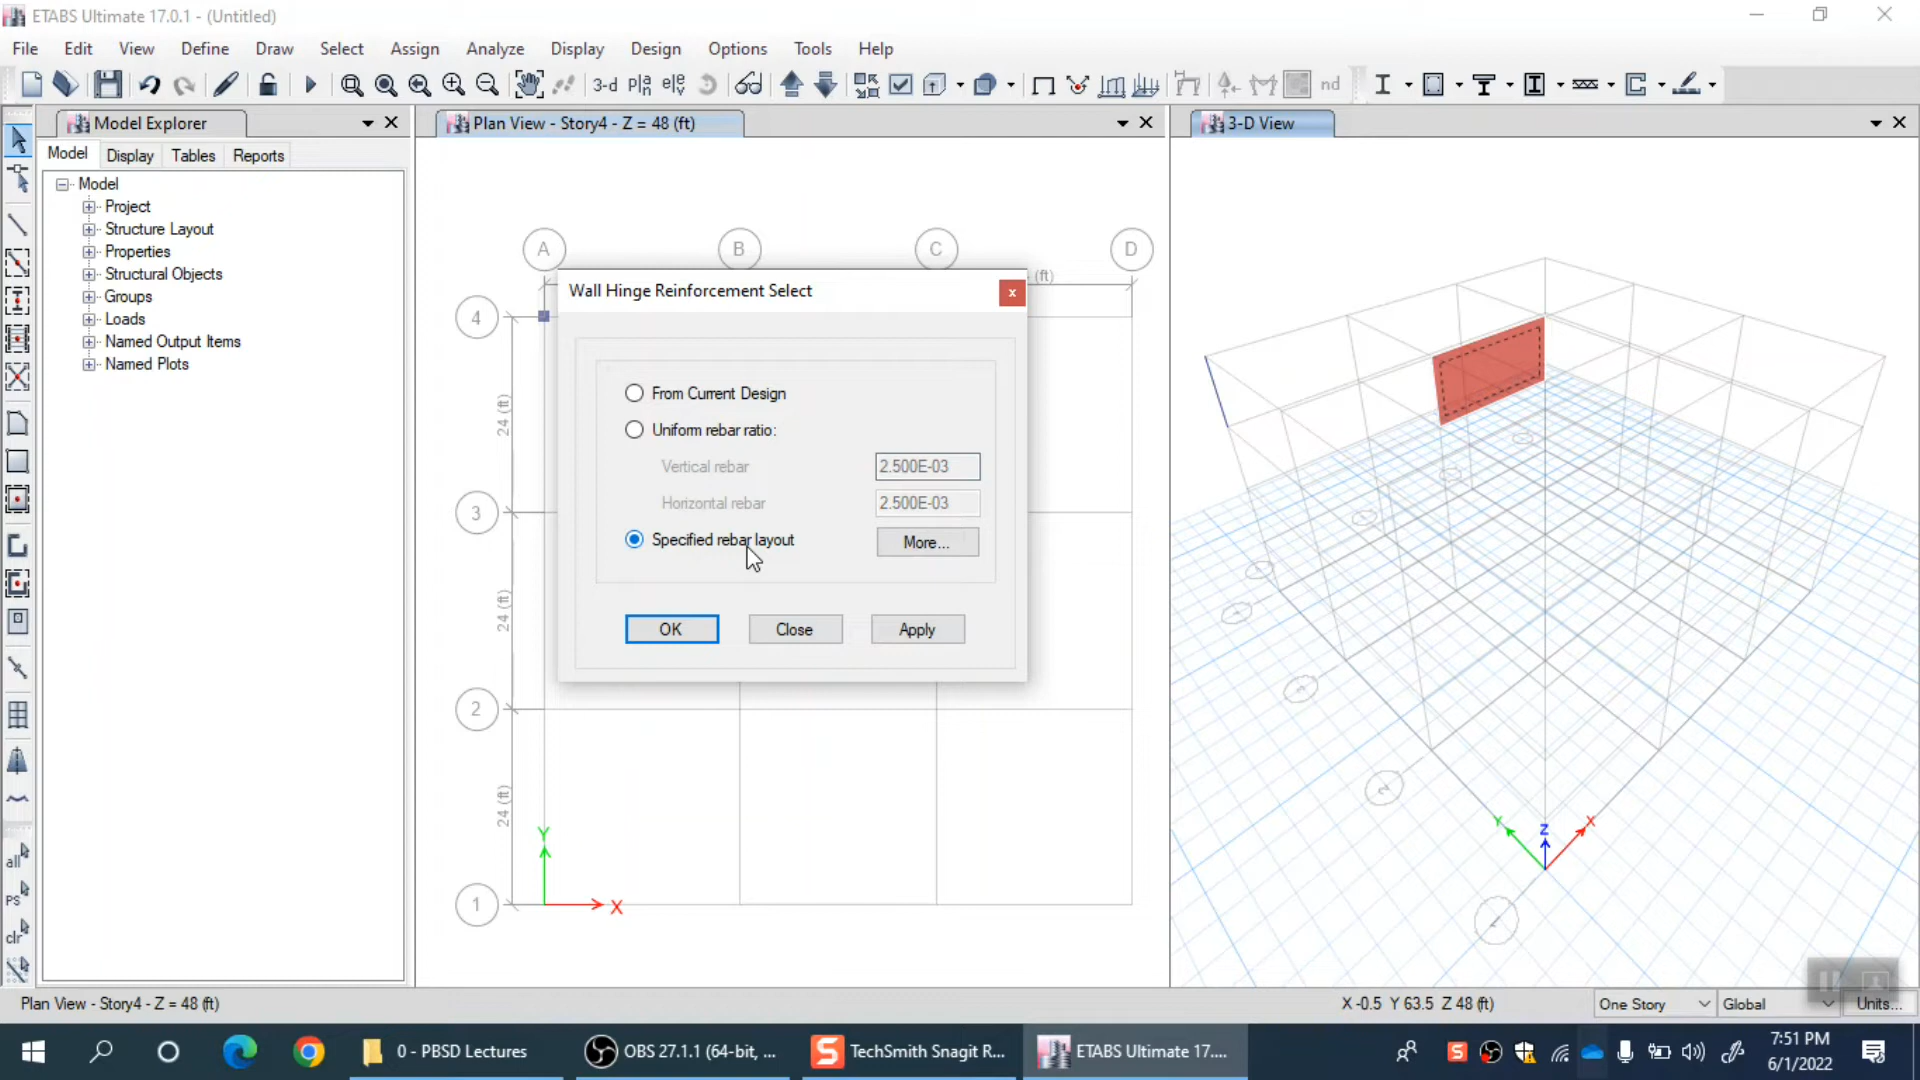 ETABS Ultimate 17.0.1 - (Untitled)
File Edit View Define Draw Select Assign Analyze Display Design Options Tools Help
3-d nd
Model Explorer
Plan View - Story4 - Z = 48 (ft)
3-D View
Model Display Tables Reports
Model
Project
Structure Layout
Properties
Structural Objects
Groups
Loads
Named Output Items
Named Plots
A B C D
(ft)
4
3
2
1
24 (ft)
24 (ft)
24 (ft)
Y
X
Wall Hinge Reinforcement Select
x
From Current Design
Uniform rebar ratio:
Vertical rebar 2.500E-03
Horizontal rebar 2.500E-03
Specified rebar layout More...
OK Close Apply
Y Z X
all
PS
clr
Plan View - Story4 - Z = 48 (ft)
X -0.5 Y 63.5 Z 48 (ft)
One Story Global Units...
0 - PBSD Lectures
OBS 27.1.1 (64-bit, ...
S TechSmith Snagit R...
ETABS Ultimate 17....
S
7:51 PM
6/1/2022